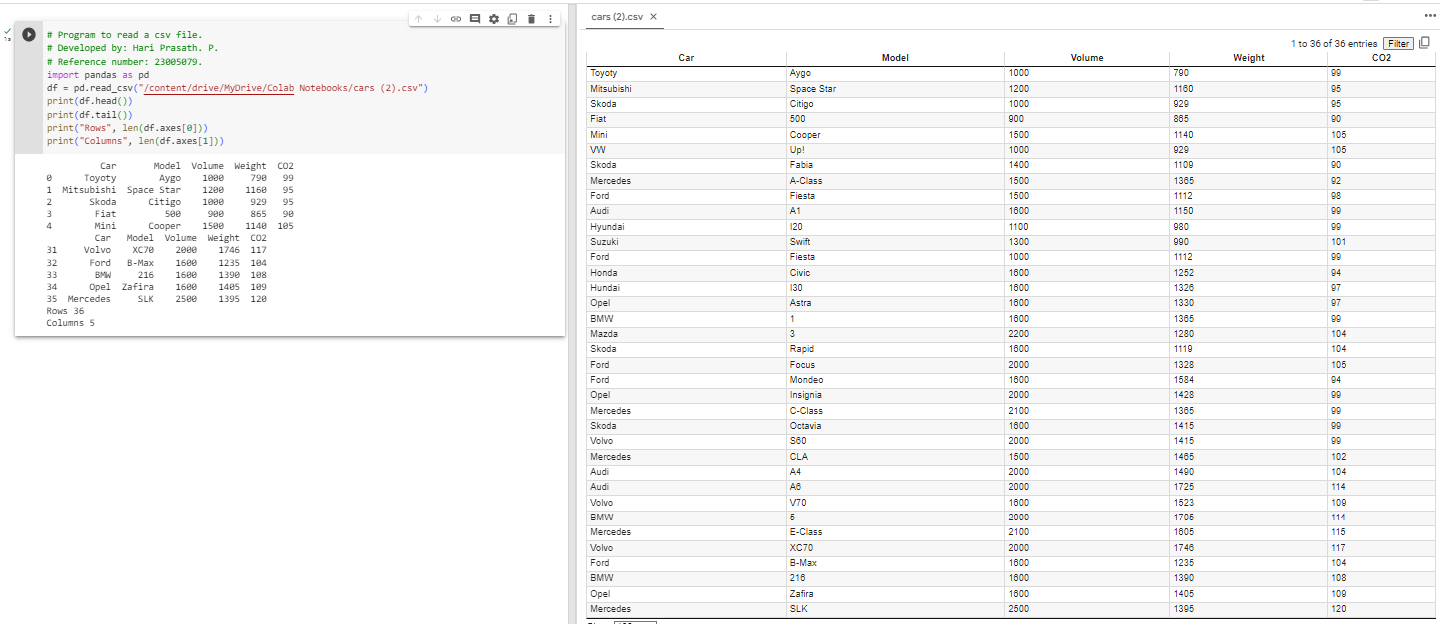 # Program to read a csv file.
# Developed by: Hari Prasath. P.
# Reference number: 23005079.
import pandas as pd
df = pd.read_csv("/content/drive/MyDrive/Colab Notebooks/cars (2).csv")
print(df.head())
print(df.tail())
print("Rows", len(df.axes[0]))
print("Columns", len(df.axes[1]))
Car Model Volume Weight CO2
0 Toyoty Aygo 1000 790 99
1 Mitsubishi Space Star 1200 1160 95
2 Skoda Citigo 1000 929 95
3 Fiat 500 900 865 90
4 Mini Cooper 1500 1140 105
Car Model Volume Weight CO2
31 Volvo XC70 2000 1746 117
32 Ford B-Max 1600 1235 104
33 BMW 216 1600 1390 108
34 Opel Zafira 1600 1405 109
35 Mercedes SLK 2500 1395 120
Rows 36
Columns 5
cars (2).csv
1 to 36 of 36 entries Filter
Car Model Volume Weight CO2
Toyoty Aygo 1000 790 99
Mitsubishi Space Star 1200 1160 95
Skoda Citigo 1000 929 95
Fiat 500 900 865 90
Mini Cooper 1500 1140 105
VW Up! 1000 929 105
Skoda Fabia 1400 1109 90
Mercedes A-Class 1500 1365 92
Ford Fiesta 1500 1112 98
Audi A1 1600 1150 99
Hyundai I20 1100 980 99
Suzuki Swift 1300 990 101
Ford Fiesta 1000 1112 99
Honda Civic 1600 1252 94
Hundai I30 1600 1326 97
Opel Astra 1600 1330 97
BMW 1 1600 1365 99
Mazda 3 2200 1280 104
Skoda Rapid 1600 1119 104
Ford Focus 2000 1328 105
Ford Mondeo 1600 1584 94
Opel Insignia 2000 1428 99
Mercedes C-Class 2100 1365 99
Skoda Octavia 1600 1415 99
Volvo S60 2000 1415 99
Mercedes CLA 1500 1465 102
Audi A4 2000 1490 104
Audi A6 2000 1725 114
Volvo V70 1600 1523 109
BMW 5 2000 1705 114
Mercedes E-Class 2100 1605 115
Volvo XC70 2000 1746 117
Ford B-Max 1600 1235 104
BMW 216 1600 1390 108
Opel Zafira 1600 1405 109
Mercedes SLK 2500 1395 120